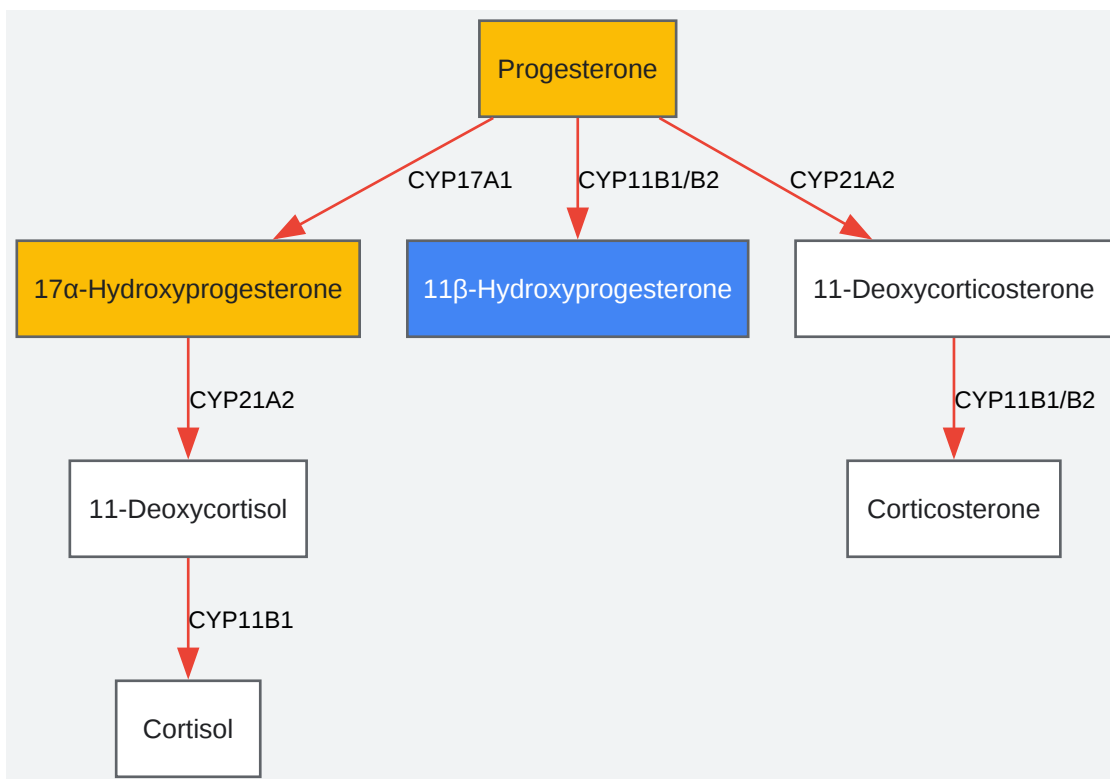 Progesterone
CYP17A1
CYP11B1/B2
CYP21A2
17α-Hydroxyprogesterone
11β-Hydroxyprogesterone
11-Deoxycorticosterone
CYP21A2
CYP11B1/B2
11-Deoxycortisol
Corticosterone
CYP11B1
Cortisol